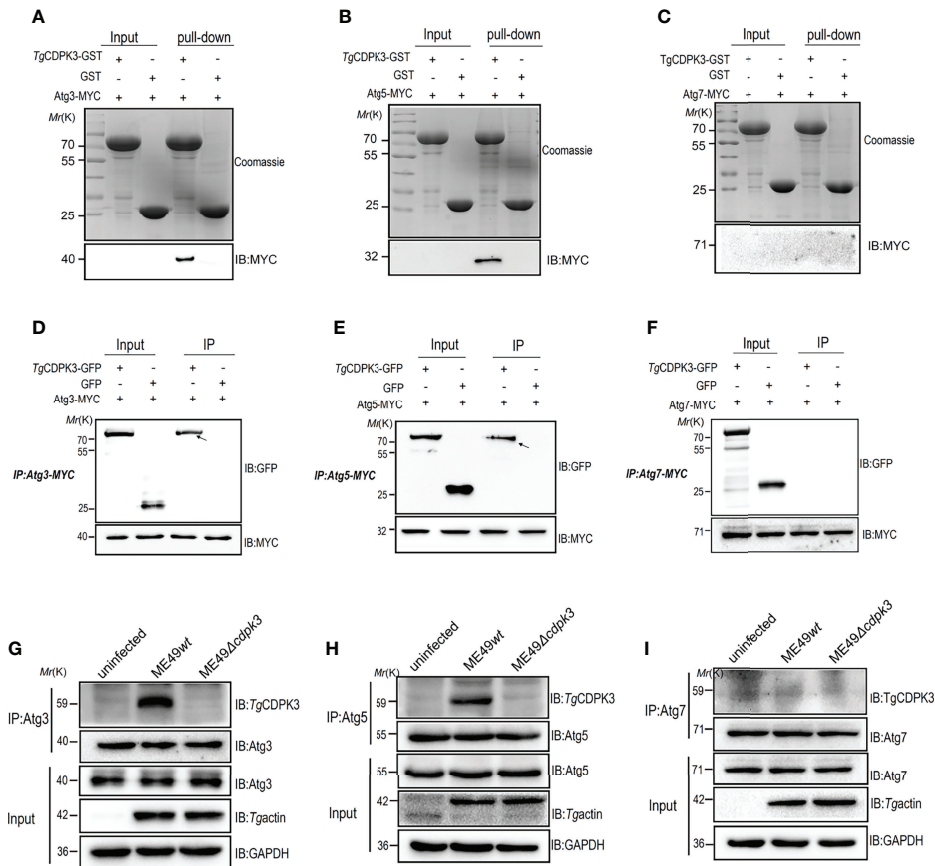 A
Input pull-down
TgCDPK3-GST + - + -
GST - + - +
Atg3-MYC + + + +
Mr(K)
70
55
25
Coomassie
40
IB:MYC
B
Input pull-down
TgCDPK3-GST + - + -
GST - + - +
Atg5-MYC + + + +
Mr(K)
70
55
25
Coomassie
32
IB:MYC
C
Input pull-down
TgCDPK3-GST + - + -
GST - + - +
Atg7-MYC - + + +
Mr(K)
70
55
25
Coomassie
71
IB:MYC
D
Input IP
TgCDPK3-GFP + - + -
GFP - + - +
Atg3-MYC + + + +
Mr(K)
70
55
25
IP:Atg3-MYC
IB:GFP
40
IB:MYC
E
Input IP
TgCDPK3-GFP + - + -
GFP - + - +
Atg5-MYC + + + +
Mr(K)
70
55
25
IP:Atg5-MYC
IB:GFP
32
IB:MYC
F
Input IP
TgCDPK3-GFP + - + -
GFP - + - +
Atg7-MYC + + + +
Mr(K)
70
55
25
IP:Atg7-MYC
IB:GFP
71
IB:MYC
G
uninfected ME49wt ME49Δcdpk3
Mr(K)
IP:Atg3
59 IB:TgCDPK3
40 IB:Atg3
Input
40 IB:Atg3
42 IB:Tgactin
36 IB:GAPDH
H
uninfected ME49wt ME49Δcdpk3
Mr(K)
IP:Atg5
59 IB:TgCDPK3
55 IB:Atg5
Input
55 IB:Atg5
42 IB:Tgactin
36 IB:GAPDH
I
uninfected ME49wt ME49Δcdpk3
Mr(K)
IP:Atg7
59 IB:TgCDPK3
71 IB:Atg7
Input
71 ID:Atg7
42 IB:Tgactin
36 IB:GAPDH